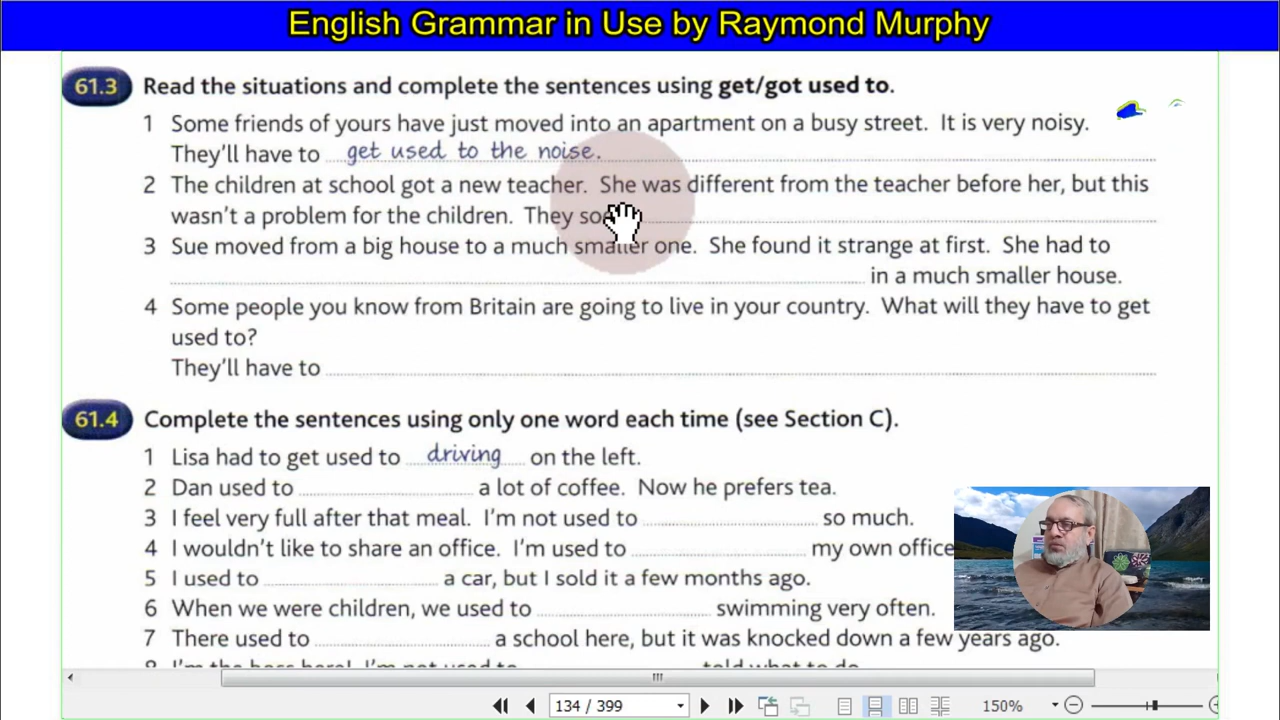 English Grammar in Use by Raymond Murphy
61.3 Read the situations and complete the sentences using get/got used to.
1 Some friends of yours have just moved into an apartment on a busy street. It is very noisy.
They'll have to get used to the noise.
2 The children at school got a new teacher. She was different from the teacher before her, but this
wasn't a problem for the children. They
3 Sue moved from a big house to a much smaller one. She found it strange at first. She had to
in a much smaller house.
4 Some people you know from Britain are going to live in your country. What will they have to get
used to?
They'll have to
61.4 Complete the sentences using only one word each time (see Section C).
1 Lisa had to get used to driving on the left.
2 Dan used to a lot of coffee. Now he prefers tea.
3 I feel very full after that meal. I'm not used to so much.
4 I wouldn't like to share an office. I'm used to my own office
5 I used to a car, but I sold it a few months ago.
6 When we were children, we used to swimming very often.
7 There used to a school here, but it was knocked down a few years ago.
8 I'm the boss here! I'm not used to told what to do
134 / 399
150%